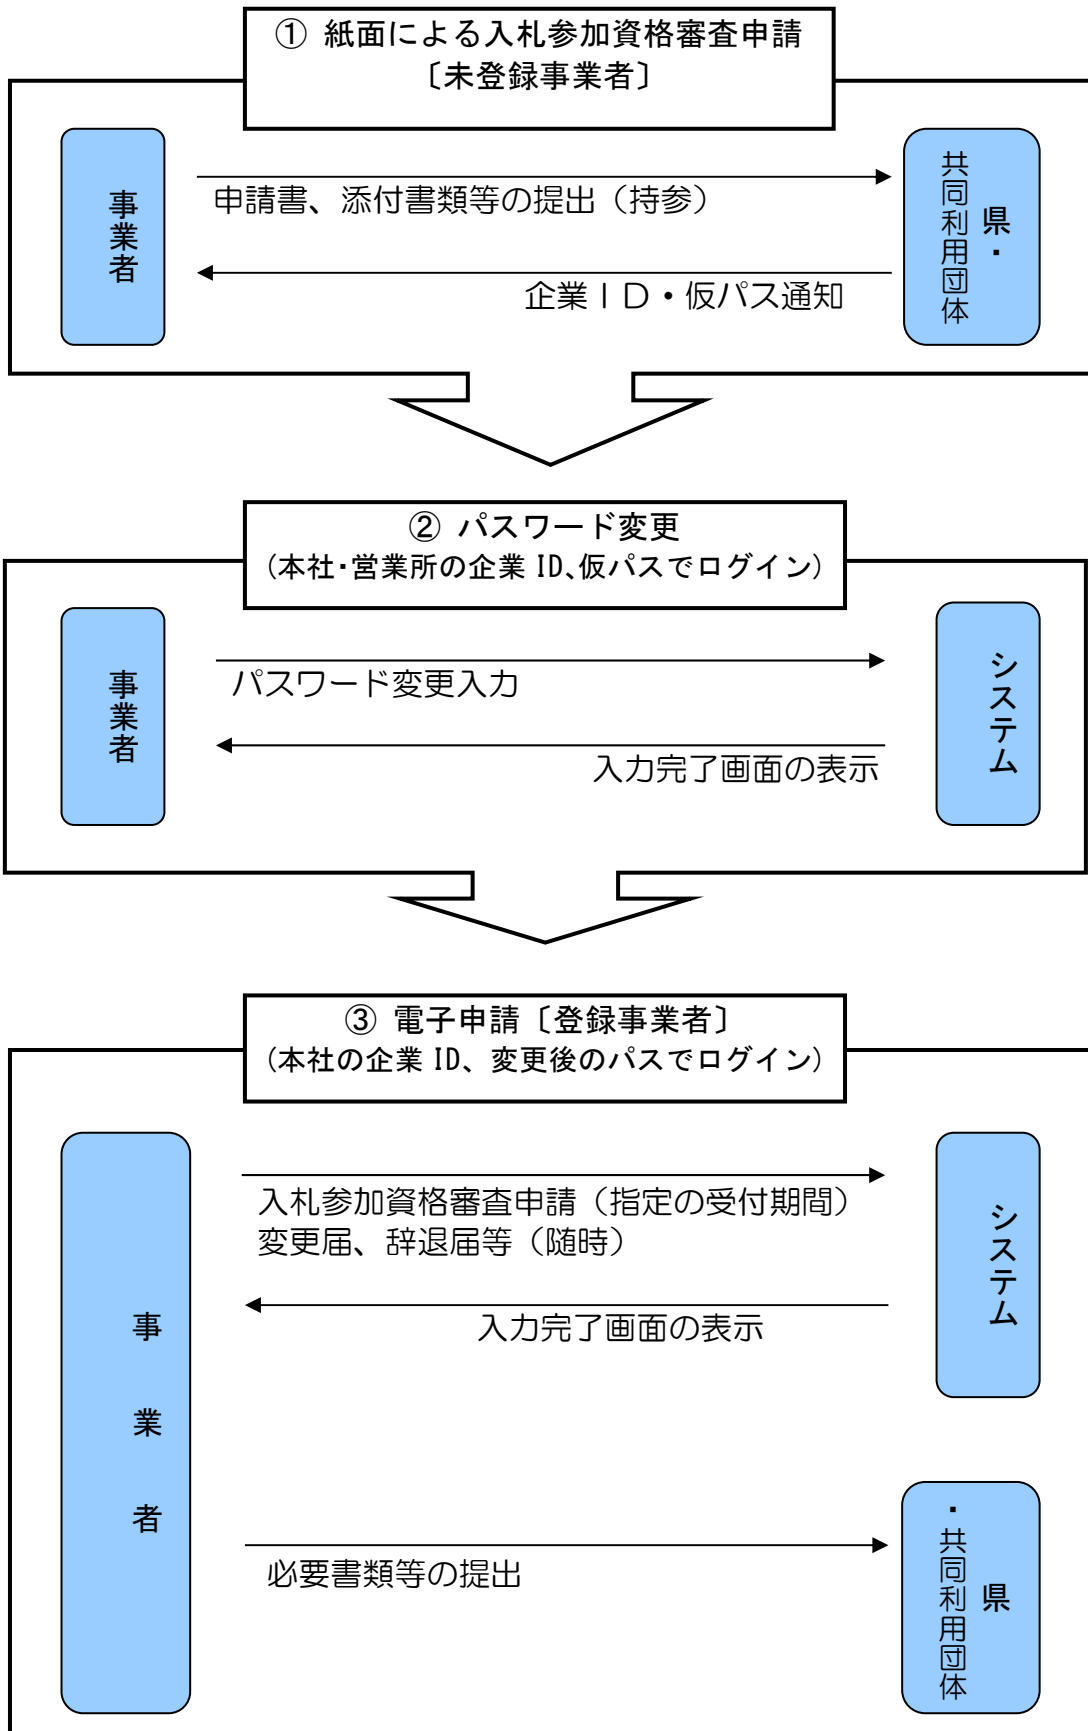 ① 紙面による入札参加資格審査申請
〔未登録事業者〕
事業者
申請書、添付書類等の提出（持参）
企業ＩＤ・仮パス通知
県・
共同利用団体
② パスワード変更
（本社・営業所の企業 ID、仮パスでログイン）
事業者
パスワード変更入力
入力完了画面の表示
システム
③ 電子申請〔登録事業者〕
（本社の企業 ID、変更後のパスでログイン）
事業者
入札参加資格審査申請（指定の受付期間）
変更届、辞退届等（随時）
入力完了画面の表示
システム
必要書類等の提出
県
・共同利用団体